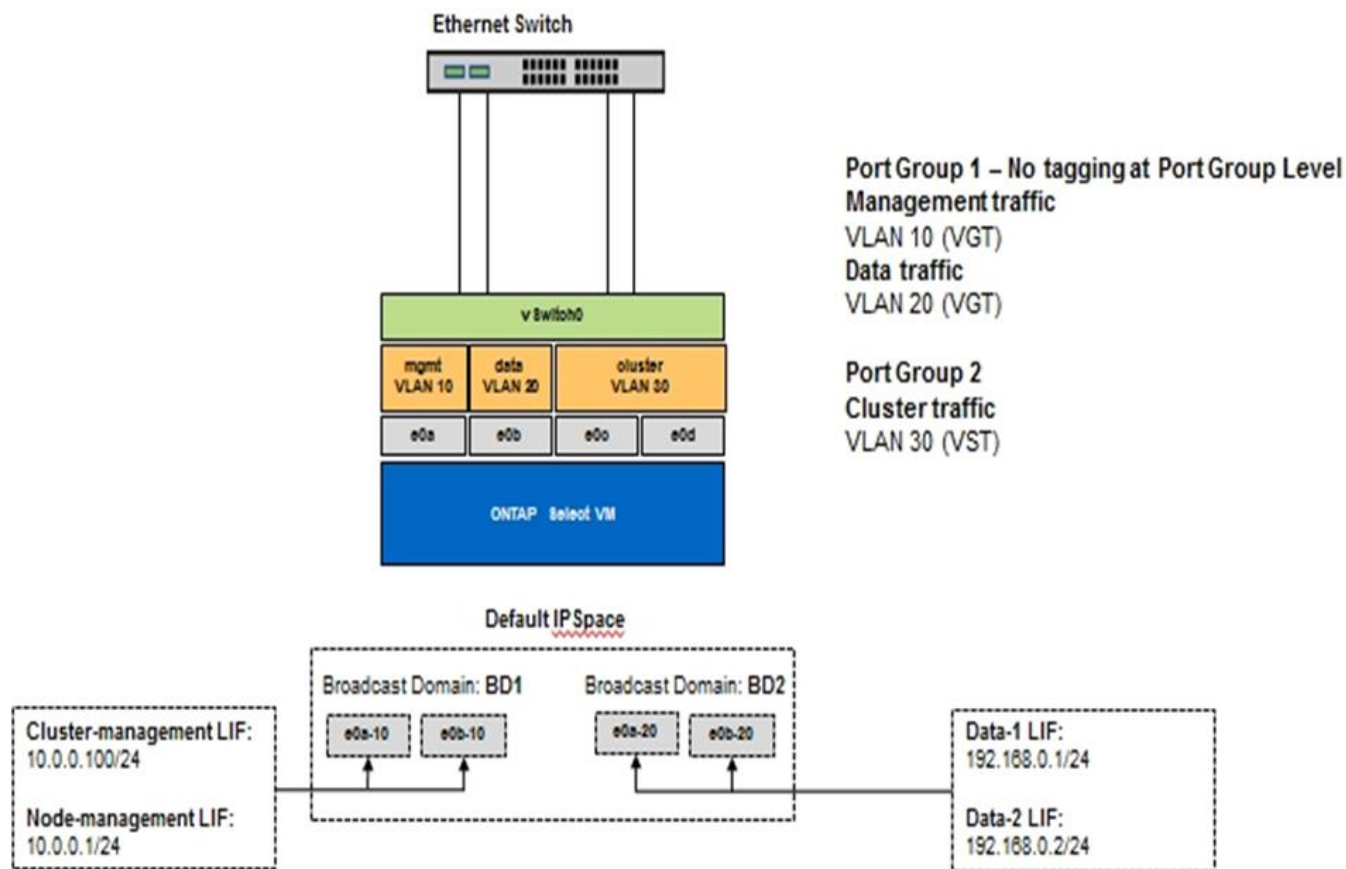 Ethernet Switch
Port Group 1 – No tagging at Port Group Level
Management traffic
VLAN 10 (VGT)
Data traffic
VLAN 20 (VGT)
Port Group 2
Cluster traffic
VLAN 30 (VST)
vSwitch0
mgmt
VLAN 10
data
VLAN 20
cluster
VLAN 30
e0a
e0b
e0c
e0d
ONTAP Select VM
Default IPSpace
Broadcast Domain: BD1
Broadcast Domain: BD2
e0a-10
e0b-10
e0a-20
e0b-20
Cluster-management LIF:
10.0.0.100/24
Node-management LIF:
10.0.0.1/24
Data-1 LIF:
192.168.0.1/24
Data-2 LIF:
192.168.0.2/24